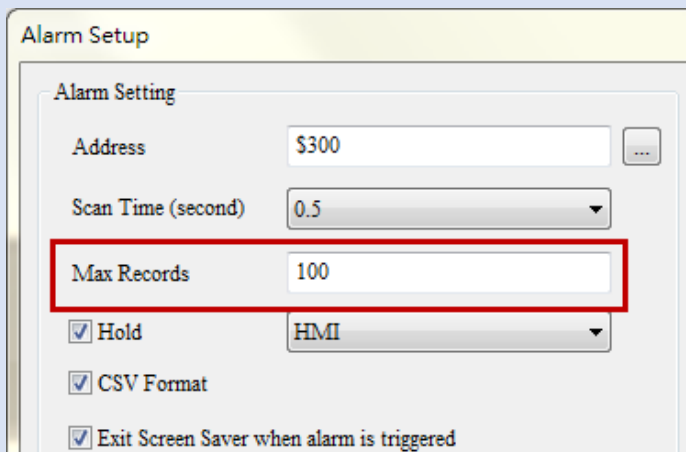 Alarm Setup
Alarm Setting
Address $300 ...
Scan Time (second) 0.5
Max Records 100
Hold HMI
CSV Format
Exit Screen Saver when alarm is triggered